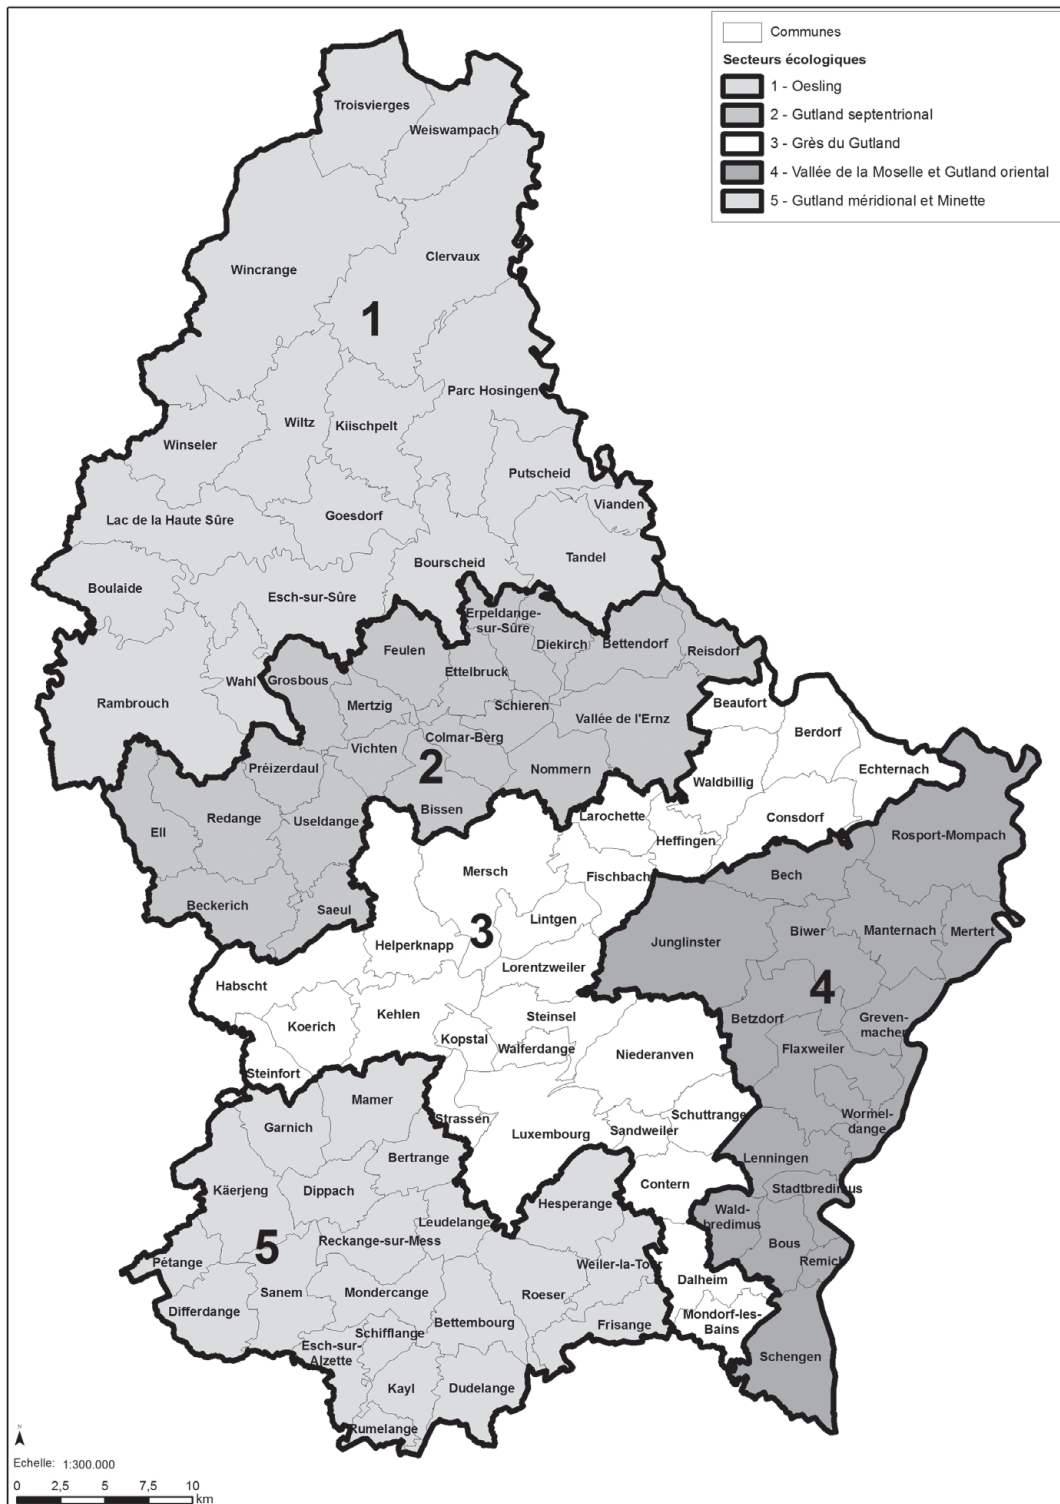 Communes
Secteurs écologiques
1 - Oesling
2 - Gutland septentrional
3 - Grès du Gutland
4 - Vallée de la Moselle et Gutland oriental
5 - Gutland méridional et Minette
Troisvierges
Weiswampach
Clervaux
Wincrange
1
Parc Hosingen
Wiltz
Kiischpelt
Winseler
Putscheid
Vianden
Goesdorf
Lac de la Haute Sûre
Tandel
Bourscheid
Boulaide
Esch-sur-Sûre
Erpeldange-
sur-Sûre
Diekirch
Bettendorf
Feulen
Reisdorf
Ettelbruck
Wahl
Grosbous
Rambrouch
Mertzig
Schieren
Beaufort
Vallée de l'Ernz
Berdorf
Colmar-Berg
Vichten
2
Préizerdaul
Nommern
Echternach
Waldbillig
Bissen
Useldange
Redange
Ell
Larochette
Consdorf
Heffingen
Rosport-Mompach
Mersch
Fischbach
Bech
Beckerich
Saeul
Lintgen
3
Biwer
Manternach
Mertert
Junglinster
Helperknapp
Lorentzweiler
Habscht
4
Kehlen
Steinsel
Betzdorf
Greven-
macher
Koerich
Kopstal
Walferdange
Niederanven
Flaxweiler
Steinfort
Mamer
Strassen
Schuttrange
Wormel-
dange
Garnich
Luxembourg
Sandweiler
Bertrange
Lenningen
Contern
Stadtbredimus
Käerjeng
Dippach
Hesperange
Wald-
bredimus
Leudelange
Reckange-sur-Mess
5
Bous
Pétange
Weiler-la-Tour
Remich
Dalheim
Sanem
Mondercange
Roeser
Differdange
Bettembourg
Mondorf-les-
Bains
Schifflange
Frisange
Esch-sur-
Alzette
Schengen
Kayl
Dudelange
Rumelange
N
Echelle: 1:300.000
0 2,5 5 7,5 10
km